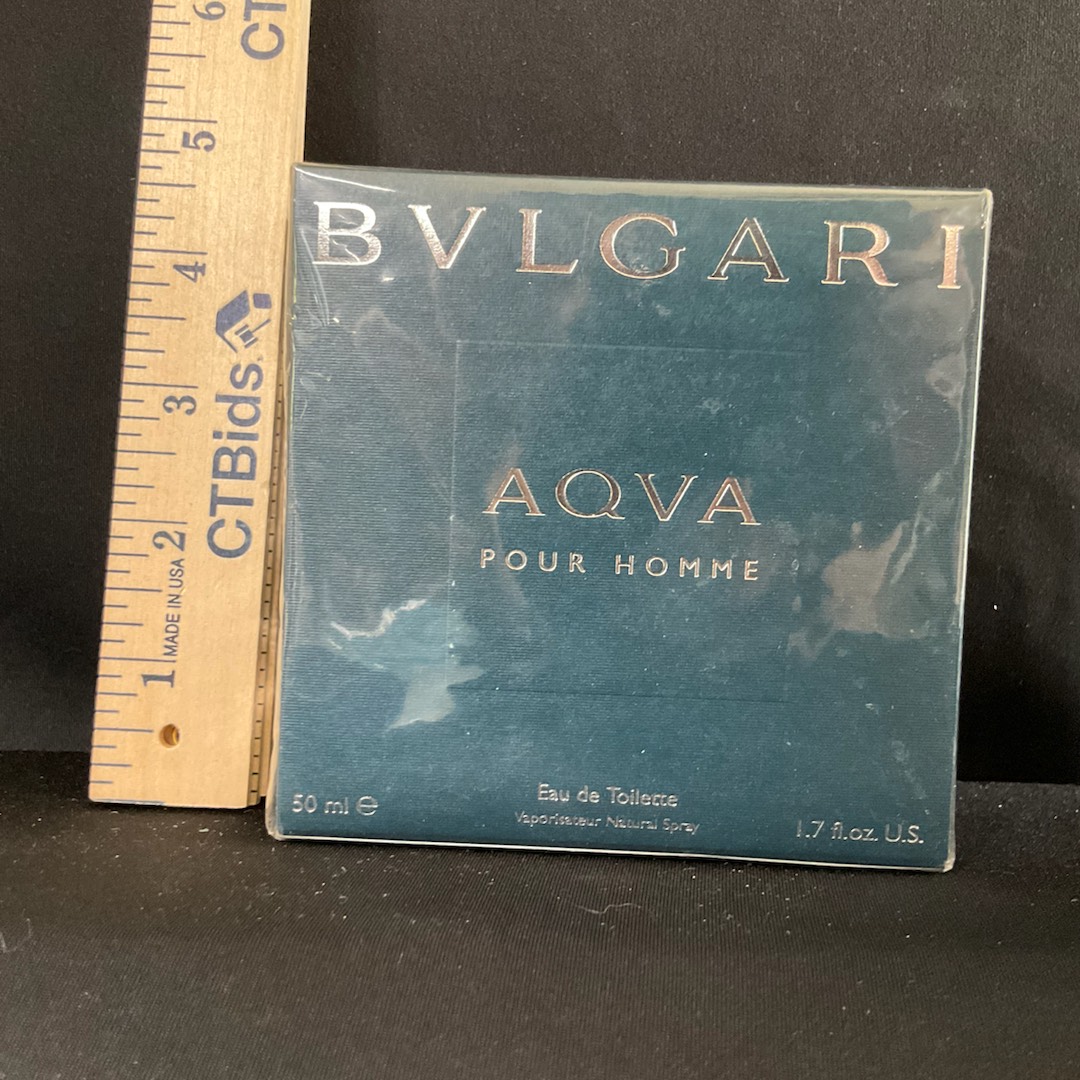 BVLGARI
AQVA
POUR HOMME
50 ml ℮
Eau de Toilette
Vaporisateur Natural Spray
1.7 fl.oz. U.S.
1
MADE IN USA
2
3
4
5
6
CTBids.
CT